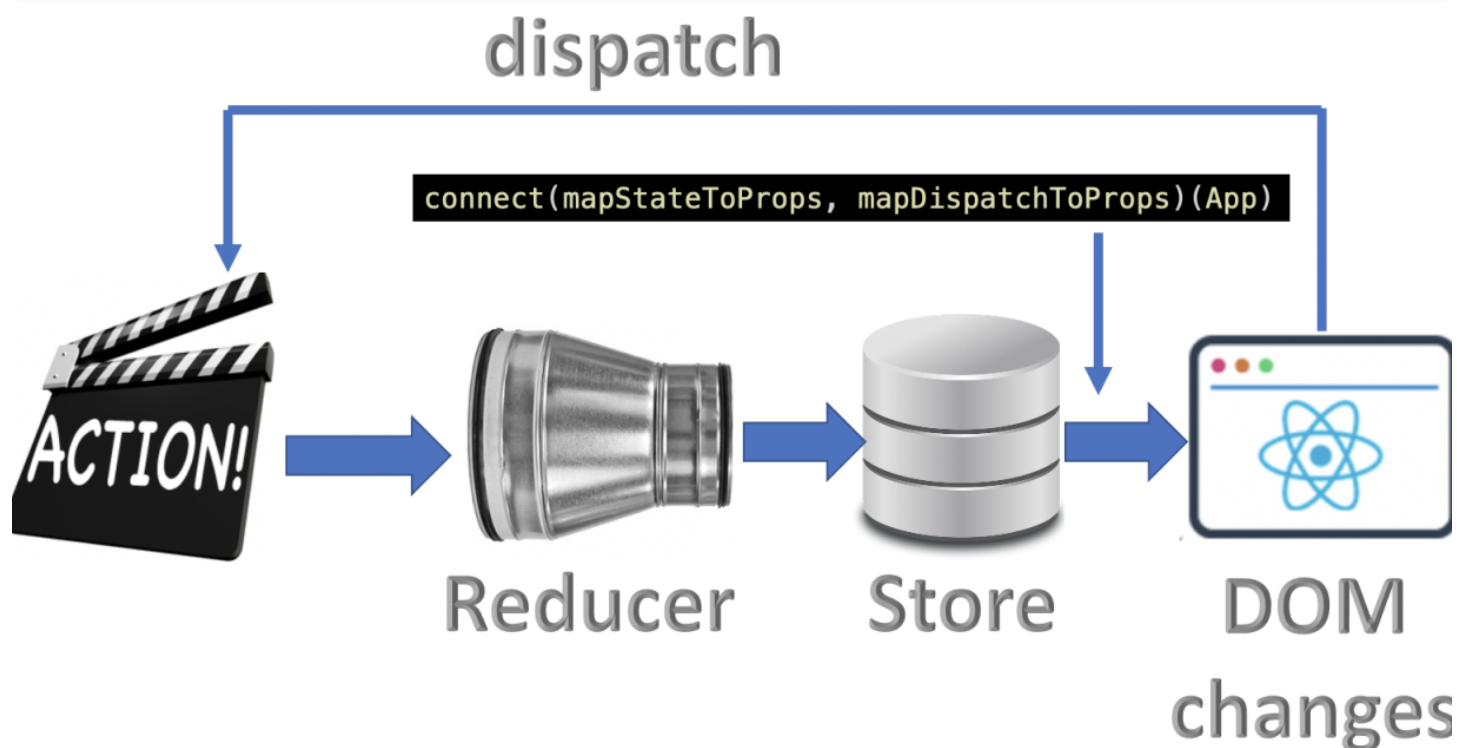 dispatch
connect(mapStateToProps, mapDispatchToProps)(App)
ACTION!
Reducer
Store
DOM
changes